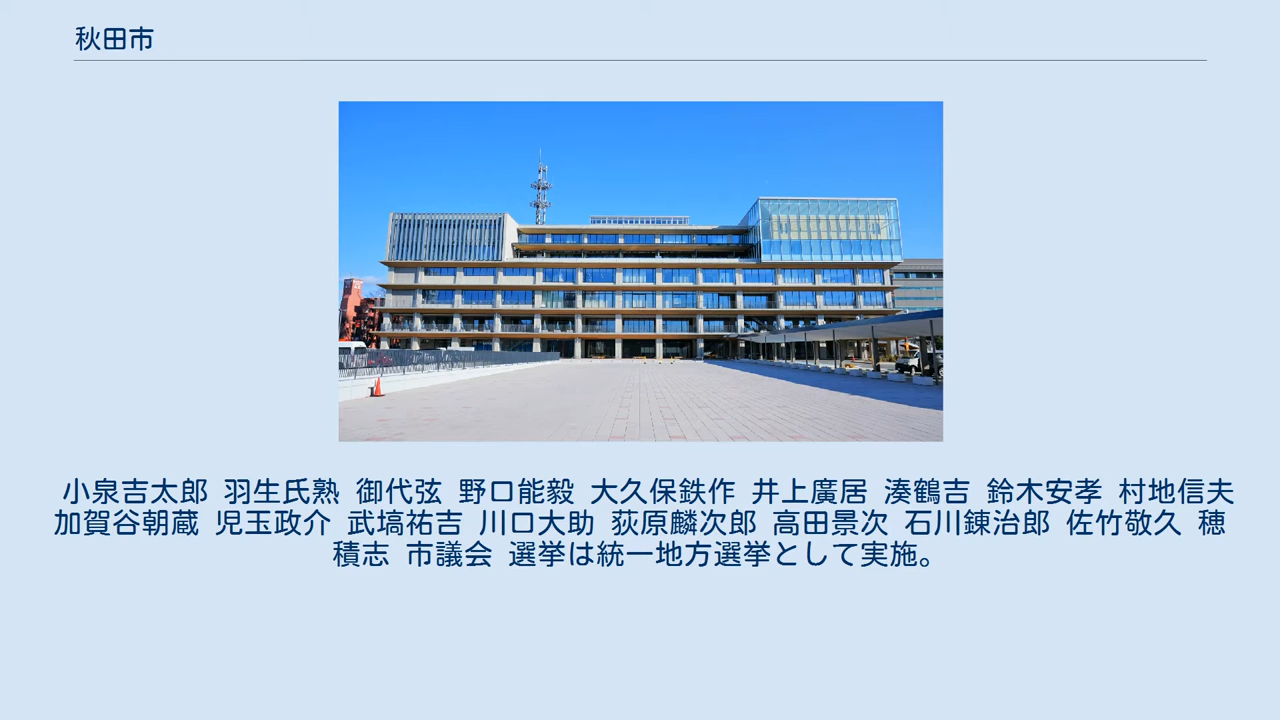 秋田市
小泉吉太郎 羽生氏熟 御代弦 野口能毅 大久保鉄作 井上廣居 湊鶴吉 鈴木安孝 村地信夫
加賀谷朝蔵 児玉政介 武塙祐吉 川口大助 荻原麟次郎 高田景次 石川錬治郎 佐竹敬久 穂
積志 市議会 選挙は統一地方選挙として実施。